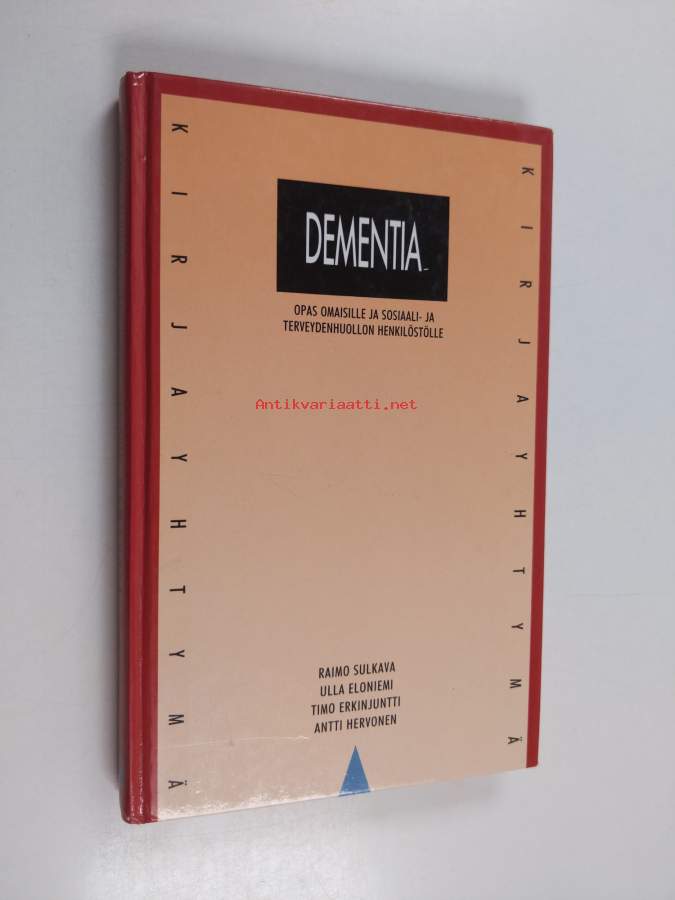 KIRJAYHTYMÄ
KIRJAYHTYMÄ
DEMENTIA
OPAS OMAISILLE JA SOSIAALI- JA
TERVEYDENHUOLLON HENKILÖSTÖLLE
Antikvariaatti.net
RAIMO SULKAVA
ULLA ELONIEMI
TIMO ERKINJUNTTI
ANTTI HERVONEN